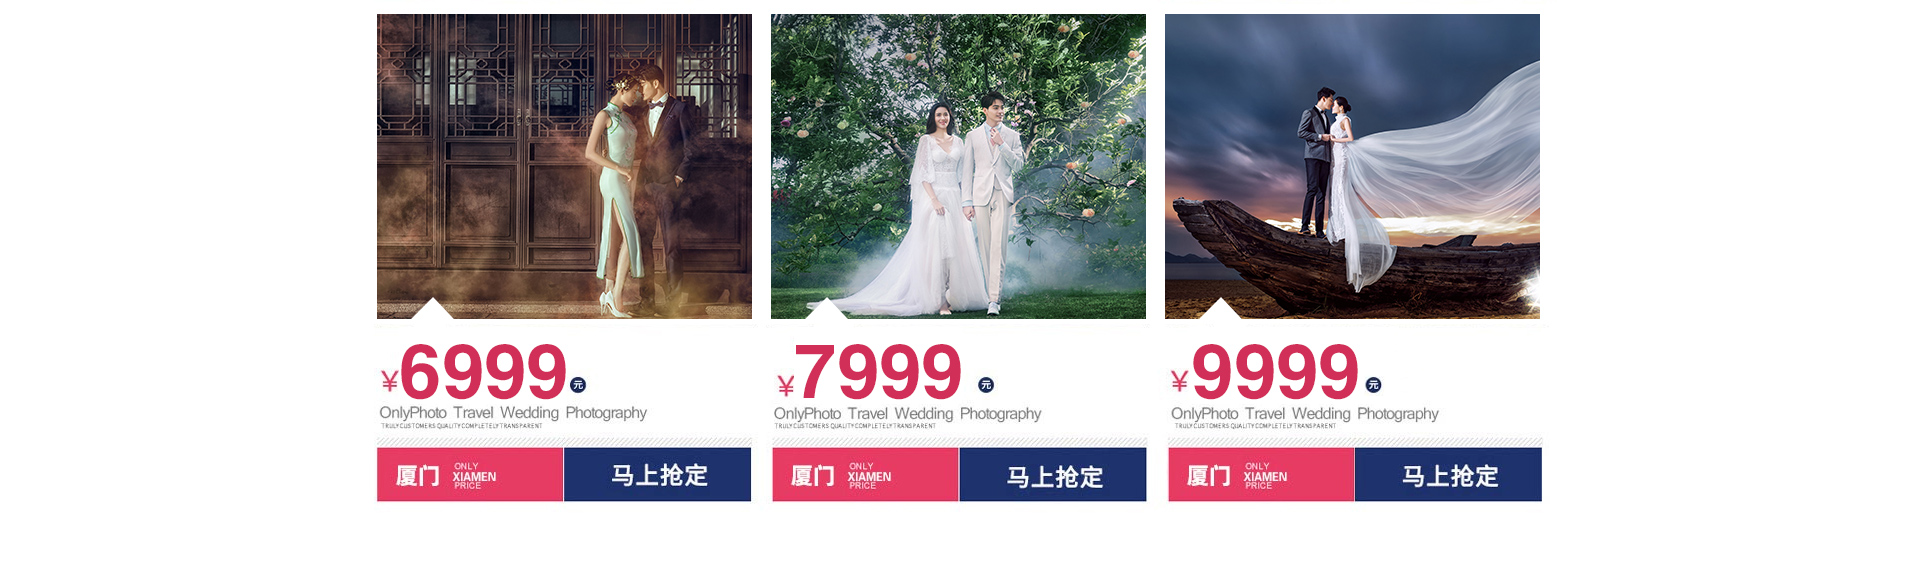 ¥6999元
OnlyPhoto Travel Wedding Photography
TRULY CUSTOMERS QUALITY COMPLETELY TRANSPARENT
厦门
ONLY
XIAMEN
PRICE
马上抢定
¥7999元
OnlyPhoto Travel Wedding Photography
TRULY CUSTOMERS QUALITY COMPLETELY TRANSPARENT
厦门
ONLY
XIAMEN
PRICE
马上抢定
¥9999元
OnlyPhoto Travel Wedding Photography
TRULY CUSTOMERS QUALITY COMPLETELY TRANSPARENT
厦门
ONLY
XIAMEN
PRICE
马上抢定